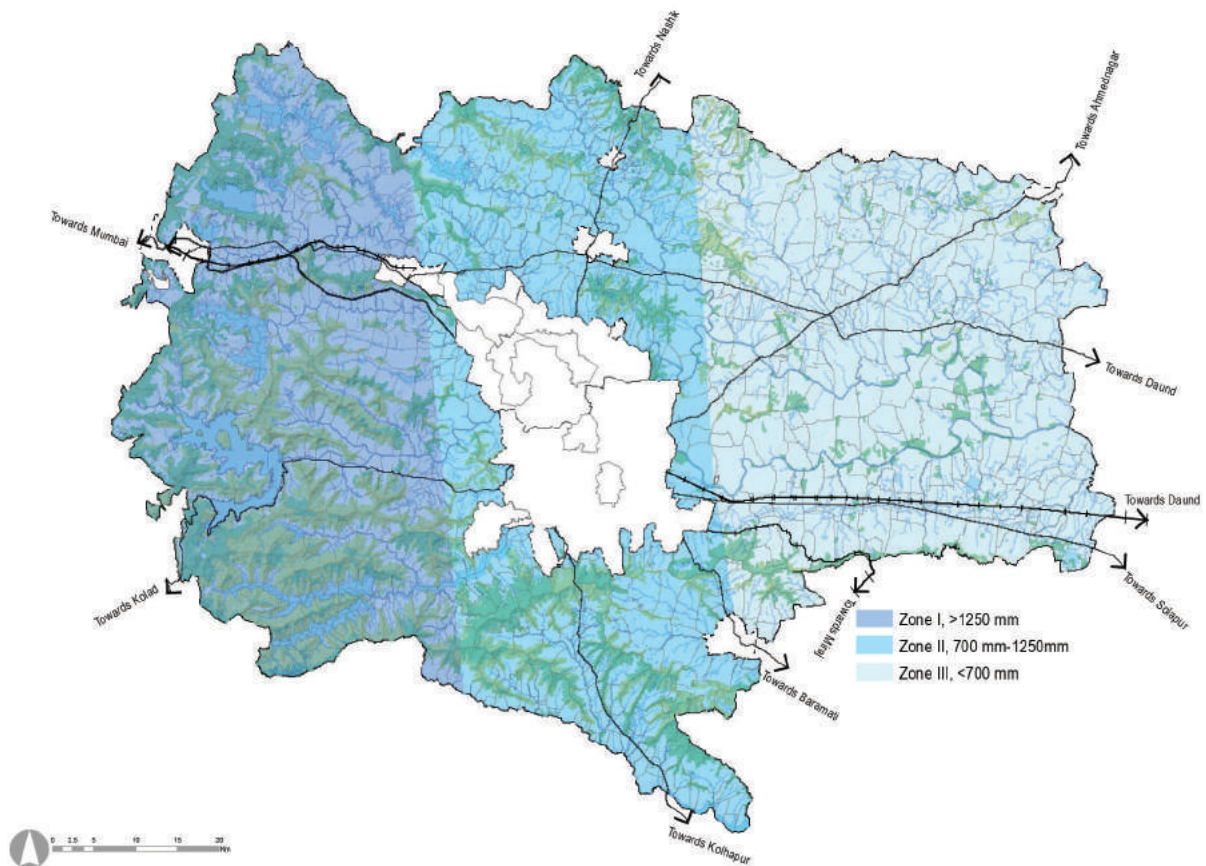 Towards Nashik
Towards Ahmednagar
Towards Mumbai
Towards Daund
Towards Daund
Towards Kolad
Towards Solapur
Towards Miraj
Zone I, >1250 mm
Zone II, 700 mm-1250mm
Zone III, <700 mm
Towards Baramati
Towards Kolhapur
0 2.5 5 10 15 20